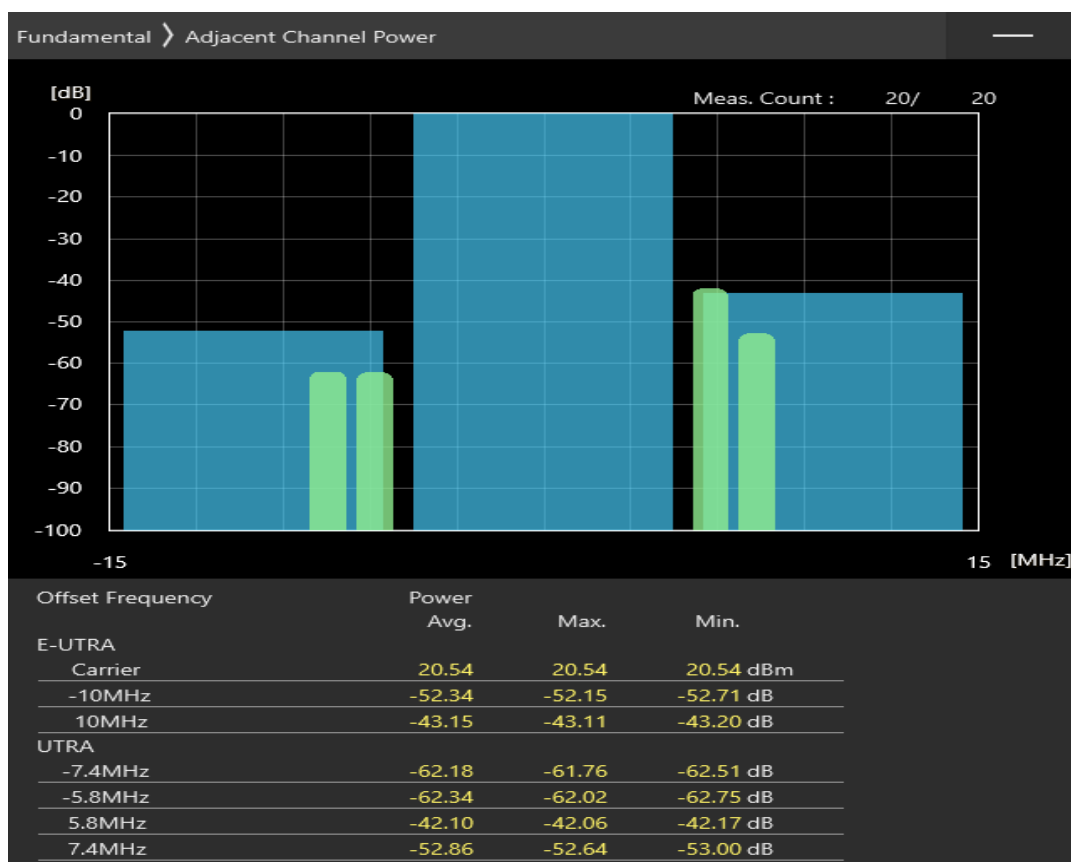 Fundamental ❯ Adjacent Channel Power
[dB]
Meas. Count : 20/ 20
0
-10
-20
-30
-40
-50
-60
-70
-80
-90
-100
-15 15 [MHz]
Offset Frequency Power
Avg. Max. Min.
E-UTRA
Carrier 20.54 20.54 20.54 dBm
-10MHz -52.34 -52.15 -52.71 dB
10MHz -43.15 -43.11 -43.20 dB
UTRA
-7.4MHz -62.18 -61.76 -62.51 dB
-5.8MHz -62.34 -62.02 -62.75 dB
5.8MHz -42.10 -42.06 -42.17 dB
7.4MHz -52.86 -52.64 -53.00 dB